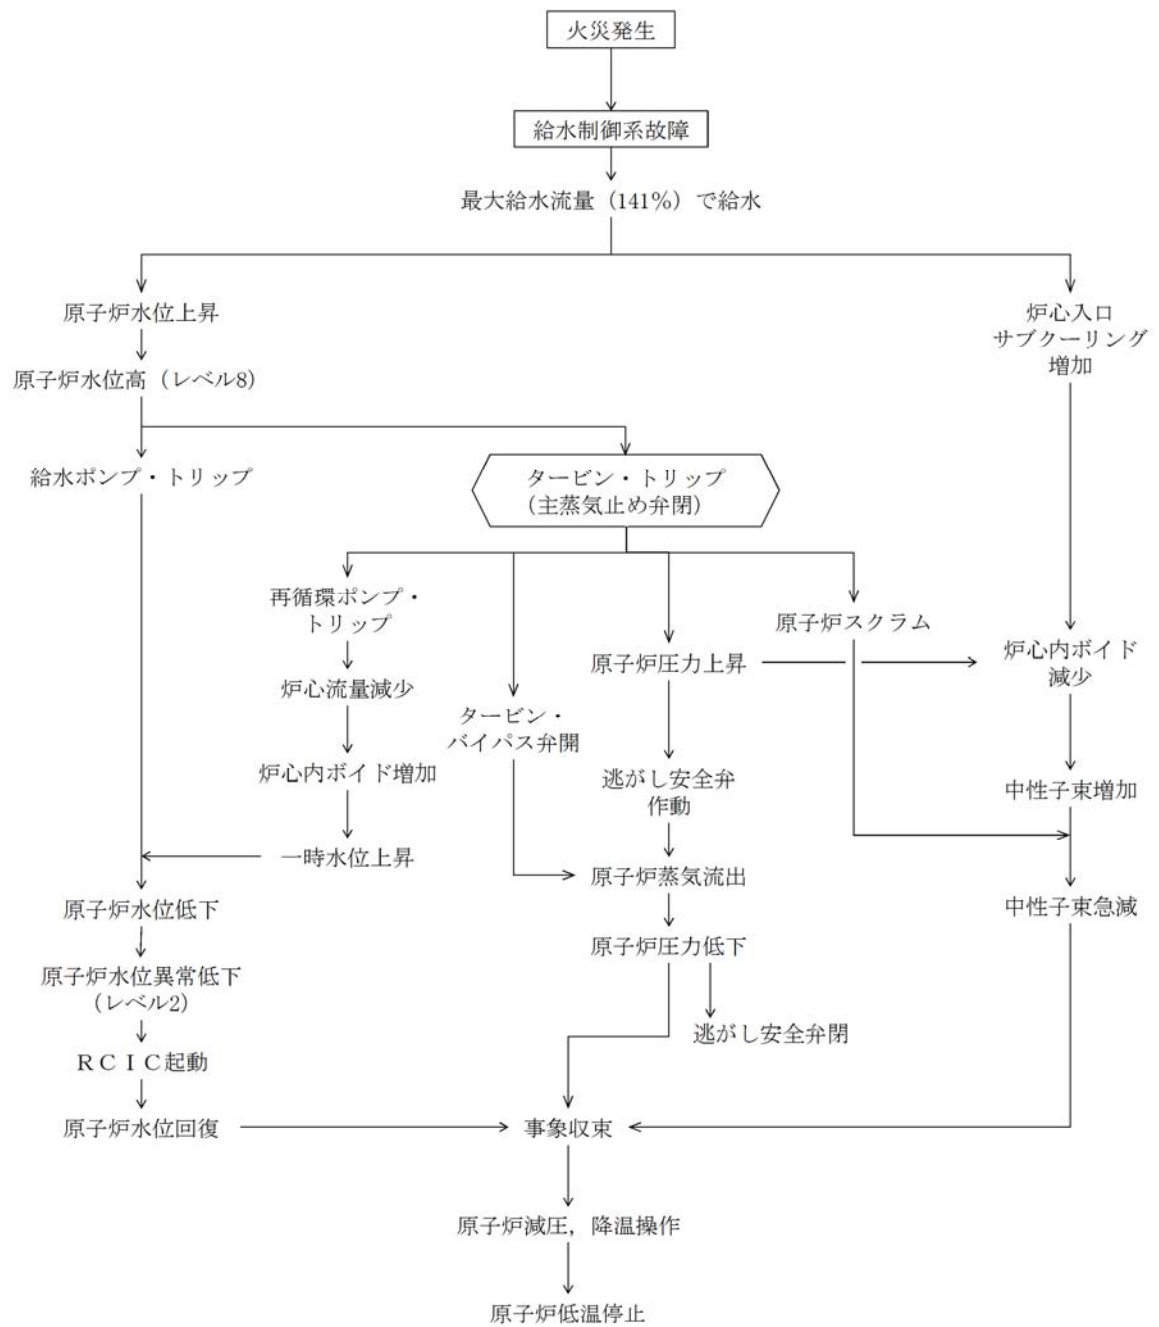 火災発生
給水制御系故障
最大給水流量（141％）で給水
原子炉水位上昇
原子炉水位高（レベル8）
給水ポンプ・トリップ
タービン・トリップ
（主蒸気止め弁閉）
炉心入口
サブクーリング
増加
再循環ポンプ・
トリップ
炉心流量減少
炉心内ボイド増加
一時水位上昇
タービン・
バイパス弁開
原子炉圧力上昇
逃がし安全弁
作動
原子炉蒸気流出
原子炉圧力低下
逃がし安全弁閉
原子炉スクラム
炉心内ボイド
減少
中性子束増加
中性子束急減
原子炉水位低下
原子炉水位異常低下
（レベル2）
ＲＣＩＣ起動
原子炉水位回復
事象収束
原子炉減圧，降温操作
原子炉低温停止